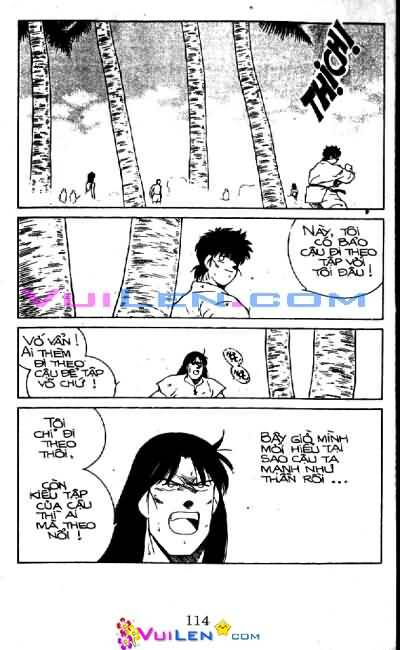 THỊCH!
NÀY, TÔI
CÓ BẢO
CẬU ĐI THEO
TẬP VỚI
TÔI ĐÂU!
VUILEN.COM
VỚ VẨN!
AI THÈM
ĐI THEO
CẬU ĐỂ TẬP
VÕ CHỨ!
TÔI
CHỈ ĐI
THEO
THÔI,
CÒN
KIỂU TẬP
CỦA CẬU
THÌ AI
MÀ THEO
NỔI!
BÂY GIỜ MÌNH
MỚI HIỂU TẠI
SAO CẬU TA
MẠNH NHƯ
THẦN RỒI ...
114
VUILEN.COM